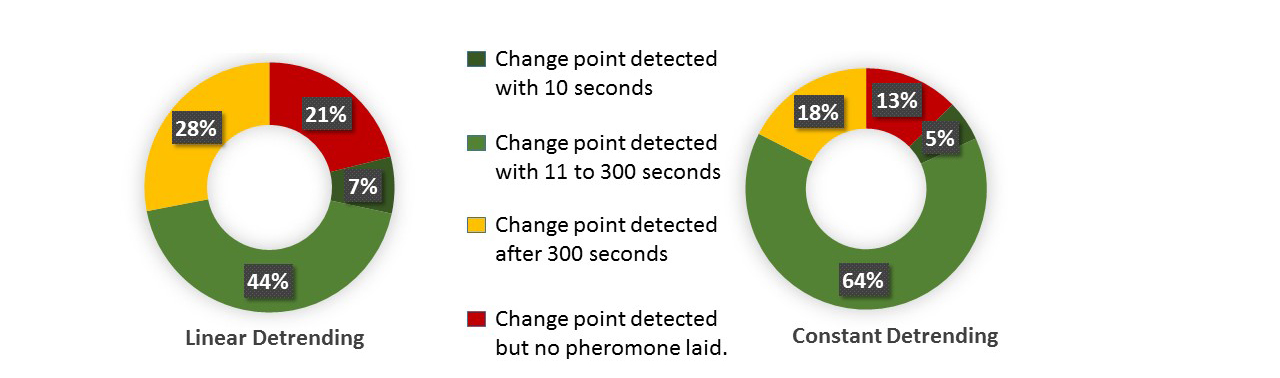 21%
28%
7%
44%
Linear Detrending
Change point detected
with 10 seconds
Change point detected
with 11 to 300 seconds
Change point detected
after 300 seconds
Change point detected
but no pheromone laid.
13%
18%
5%
64%
Constant Detrending